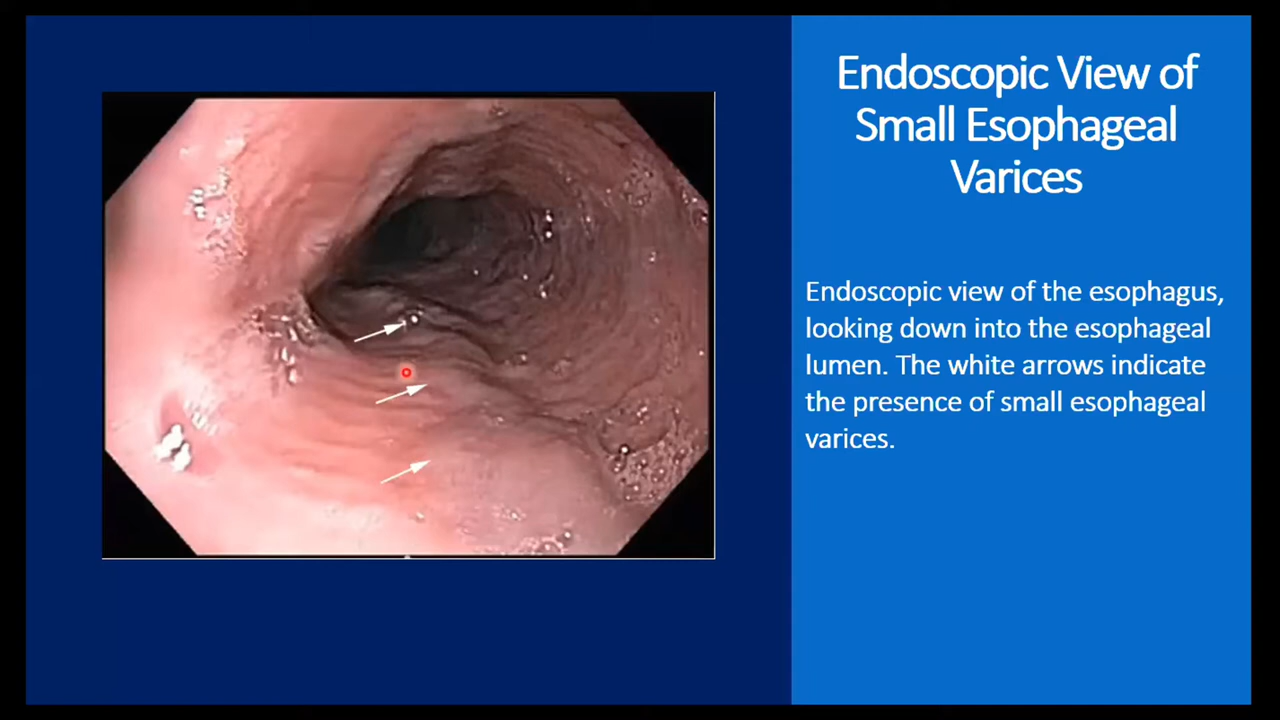 Endoscopic View of
Small Esophageal
Varices
Endoscopic view of the esophagus,
looking down into the esophageal
lumen. The white arrows indicate
the presence of small esophageal
varices.